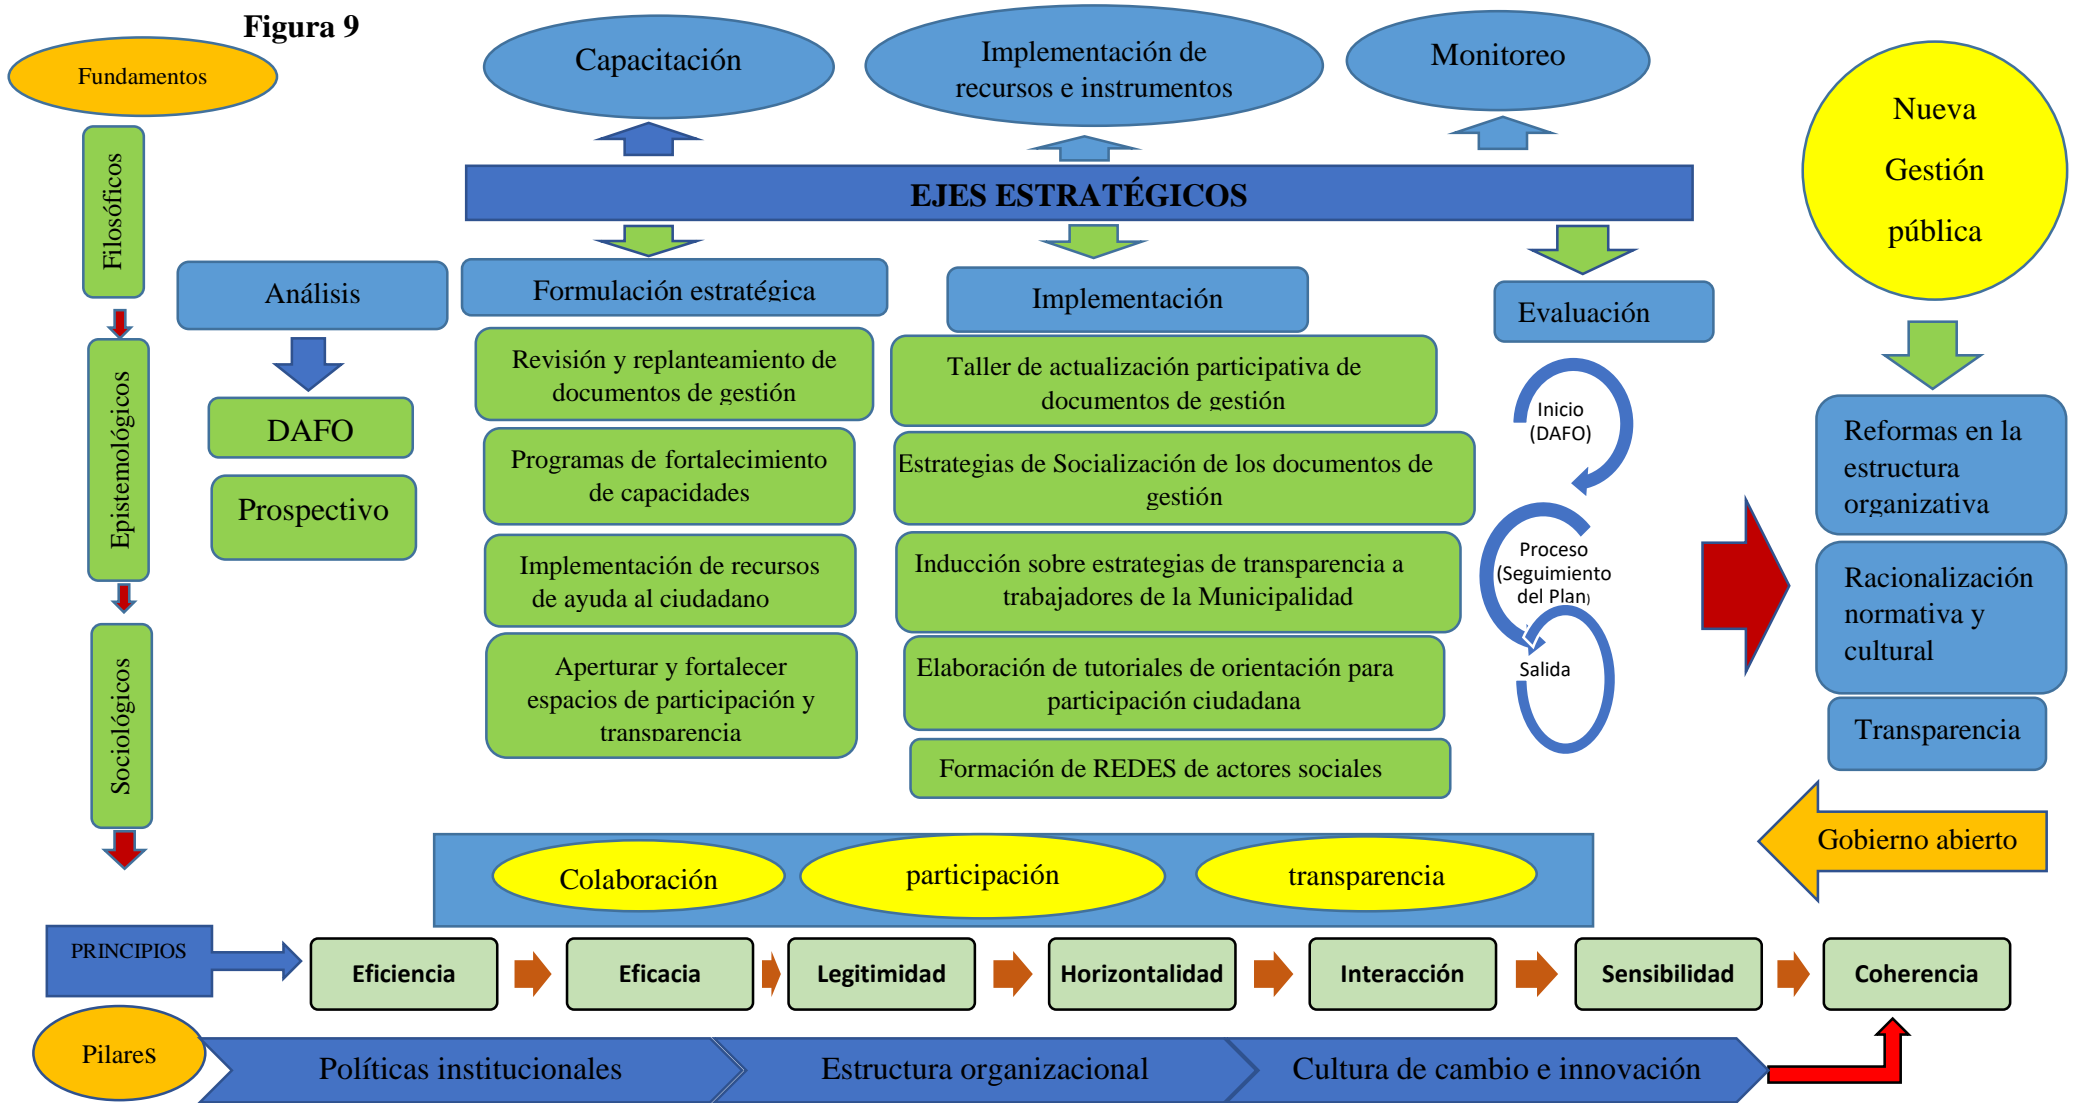 Figura 9
Fundamentos
Filosóficos
Epistemológicos
Sociológicos
Capacitación
Implementación de
recursos e instrumentos
Monitoreo
EJES ESTRATÉGICOS
Análisis
DAFO
Prospectivo
Formulación estratégica
Revisión y replanteamiento de
documentos de gestión
Programas de fortalecimiento
de capacidades
Implementación de recursos
de ayuda al ciudadano
Aperturar y fortalecer
espacios de participación y
transparencia
Implementación
Taller de actualización participativa de
documentos de gestión
Estrategias de Socialización de los documentos de
gestión
Inducción sobre estrategias de transparencia a
trabajadores de la Municipalidad
Elaboración de tutoriales de orientación para
participación ciudadana
Formación de REDES de actores sociales
Evaluación
Inicio
(DAFO)
Proceso
(Seguimiento
del Plan)
Salida
Nueva
Gestión
pública
Reformas en la
estructura
organizativa
Racionalización
normativa y
cultural
Transparencia
Gobierno abierto
Colaboración
participación
transparencia
PRINCIPIOS
Eficiencia
Eficacia
Legitimidad
Horizontalidad
Interacción
Sensibilidad
Coherencia
Pilares
Políticas institucionales
Estructura organizacional
Cultura de cambio e innovación